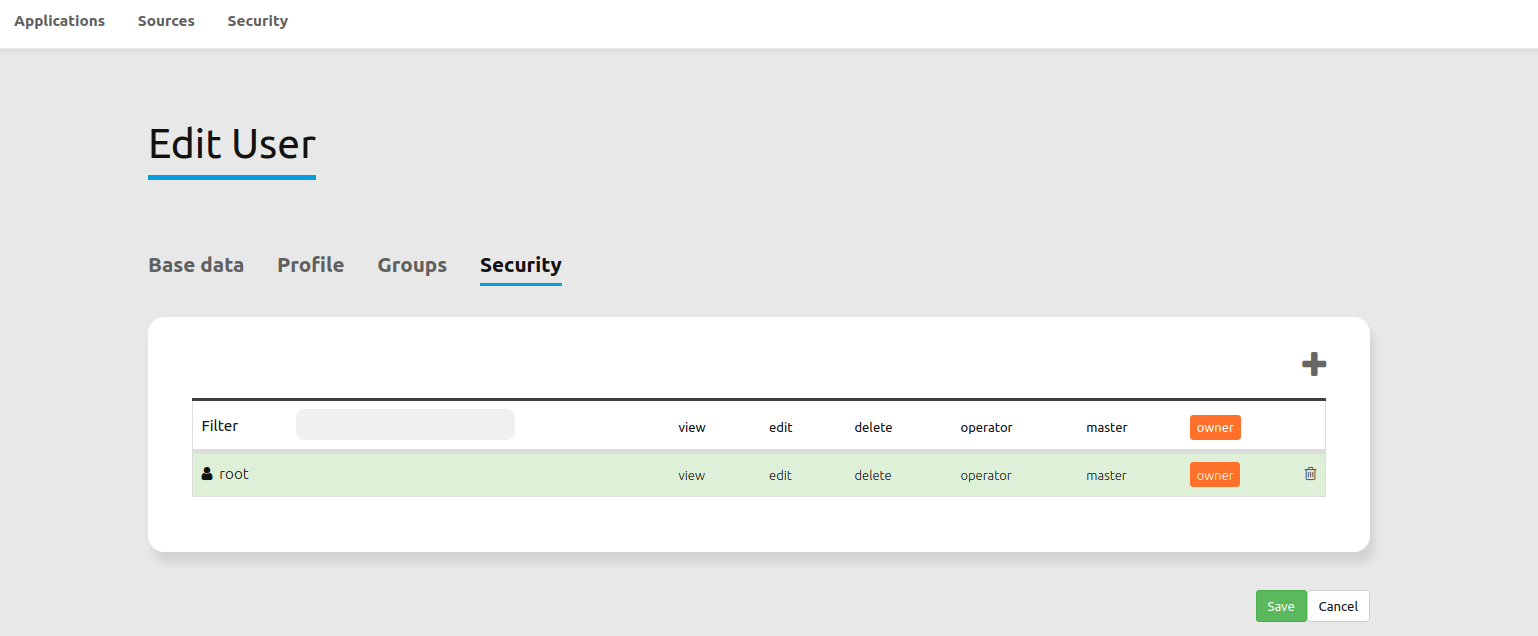 Applications Sources Security
Edit User
Base data Profile Groups Security
Filter view edit delete operator master owner
root view edit delete operator master owner
Save Cancel